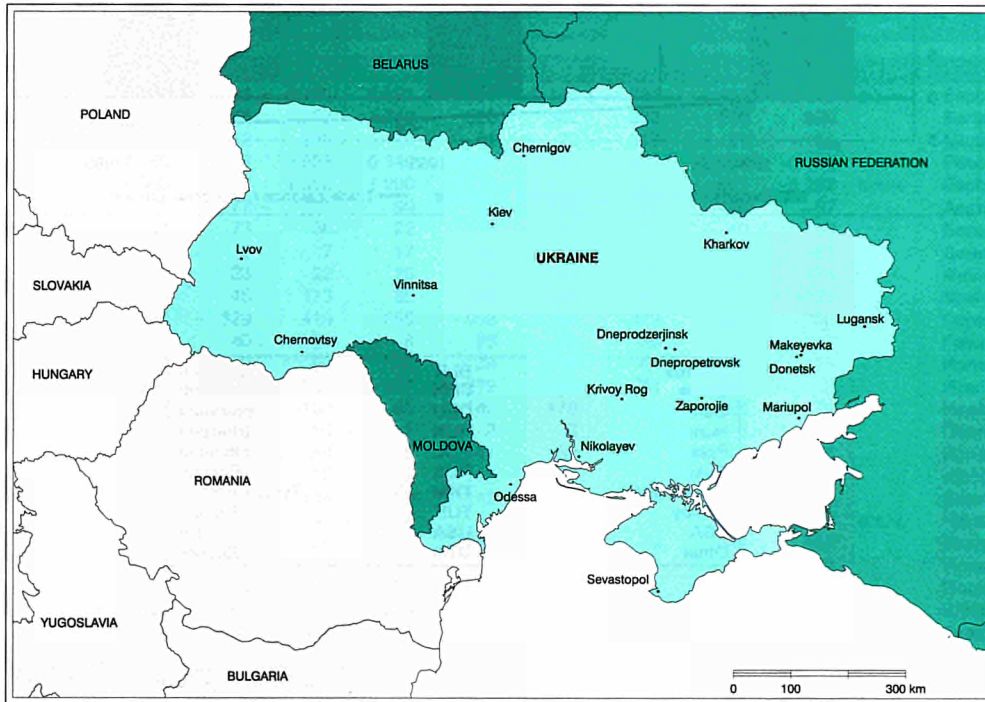 BELARUS
POLAND
Chernigov
RUSSIAN FEDERATION
Kiev
Kharkov
Lvov
UKRAINE
SLOVAKIA
Vinnitsa
Lugansk
Chernovtsy
Dneprodzerjinsk
Makeyevka
Dnepropetrovsk
Donetsk
HUNGARY
Krivoy Rog
Zaporojie
Mariupol
MOLDOVA
Nikolayev
ROMANIA
Odessa
Sevastopol
YUGOSLAVIA
BULGARIA
0 100 300 km